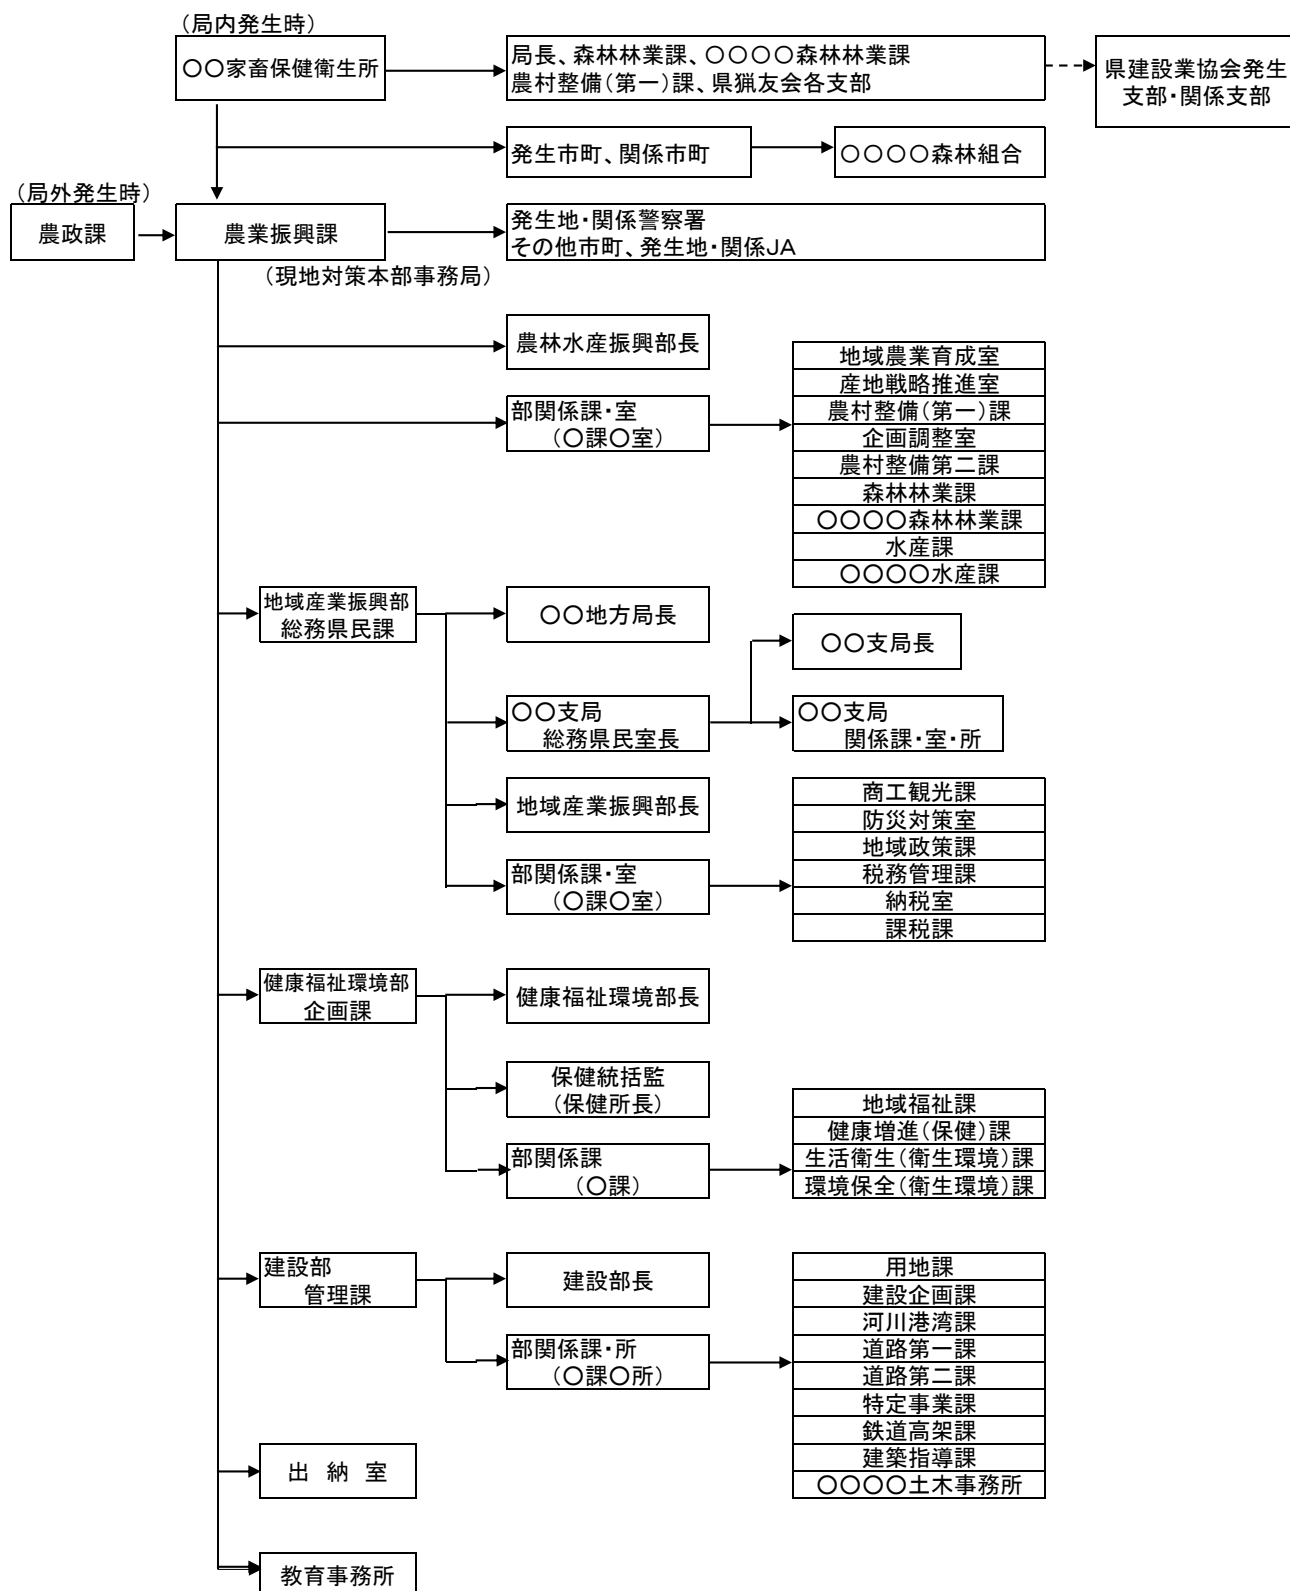 （局内発生時）
〇〇家畜保健衛生所
局長、森林林業課、〇〇〇〇森林林業課
農村整備（第一）課、県猟友会各支部
県建設業協会発生
支部・関係支部
発生市町、関係市町
〇〇〇〇森林組合
（局外発生時）
農政課
農業振興課
発生地・関係警察署
その他市町、発生地・関係JA
（現地対策本部事務局）
農林水産振興部長
部関係課・室
（〇課〇室）
地域農業育成室
産地戦略推進室
農村整備（第一）課
企画調整室
農村整備第二課
森林林業課
〇〇〇〇森林林業課
水産課
〇〇〇〇水産課
地域産業振興部
総務県民課
〇〇地方局長
〇〇支局長
〇〇支局
総務県民室長
〇〇支局
関係課・室・所
地域産業振興部長
部関係課・室
（〇課〇室）
商工観光課
防災対策室
地域政策課
税務管理課
納税室
課税課
健康福祉環境部
企画課
健康福祉環境部長
保健統括監
（保健所長）
部関係課
（〇課）
地域福祉課
健康増進（保健）課
生活衛生（衛生環境）課
環境保全（衛生環境）課
建設部
管理課
建設部長
部関係課・所
（〇課〇所）
用地課
建設企画課
河川港湾課
道路第一課
道路第二課
特定事業課
鉄道高架課
建築指導課
〇〇〇〇土木事務所
出　納　室
教育事務所